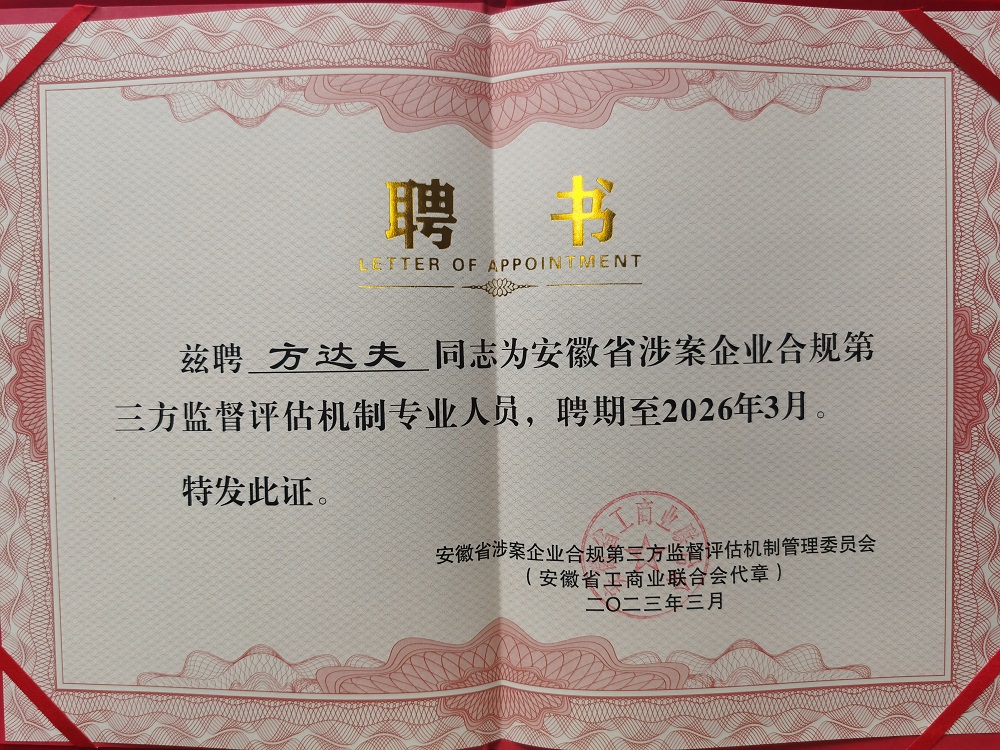 聘 书
LETTER OF APPOINTMENT
兹聘 方达夫 同志为安徽省涉案企业合规第
三方监督评估机制专业人员，聘期至2026年3月。
特发此证。
安徽省涉案企业合规第三方监督评估机制管理委员会
（安徽省工商业联合会代章）
二〇二三年三月